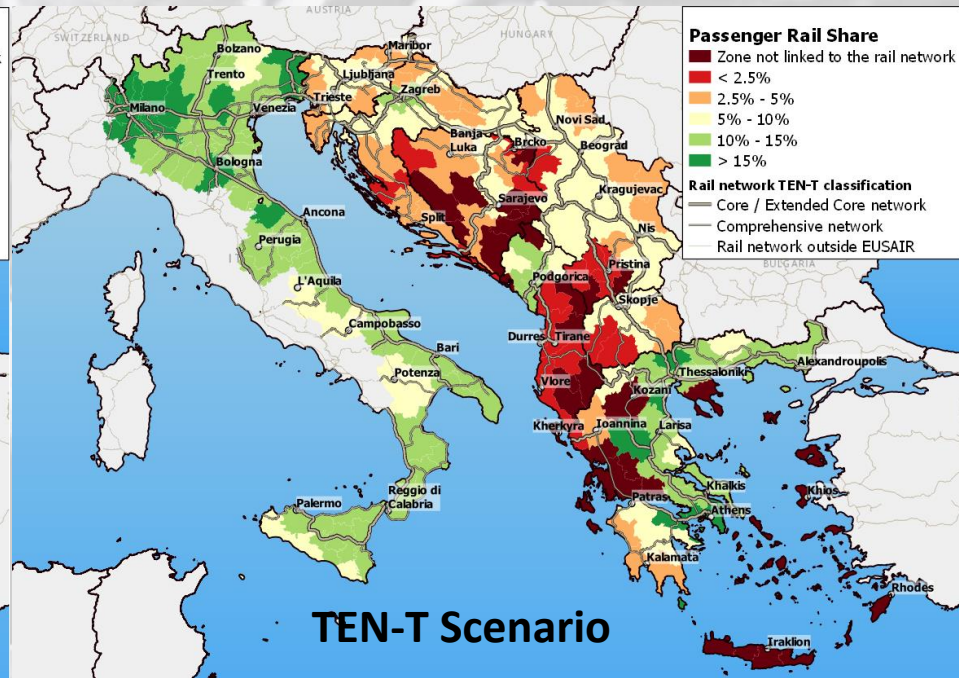 AUSTRIA
SWITZERLAND
HUNGARY
Bolzano
Maribor
Trento
Ljubljana
Zagreb
Trieste
Milano
Venezia
Novi Sad
Banja
Luka
Brcko
Beograd
Bologna
Kragujevac
Sarajevo
Ancona
Split
Nis
Perugia
Pristina
BULGARIA
L'Aquila
Podgorica
Skopje
Campobasso
Durres
Tirane
Bari
Alexandroupolis
Potenza
Vlore
Thessaloniki
Kozani
Kherkyra
Ioannina
Larisa
Reggio di
Calabria
Palermo
Khalkis
Patras
Khios
Athens
Kalamata
Rhodes
Iraklion
TEN-T Scenario
Passenger Rail Share
Zone not linked to the rail network
< 2.5%
2.5% - 5%
5% - 10%
10% - 15%
> 15%
Rail network TEN-T classification
Core / Extended Core network
Comprehensive network
Rail network outside EUSAIR